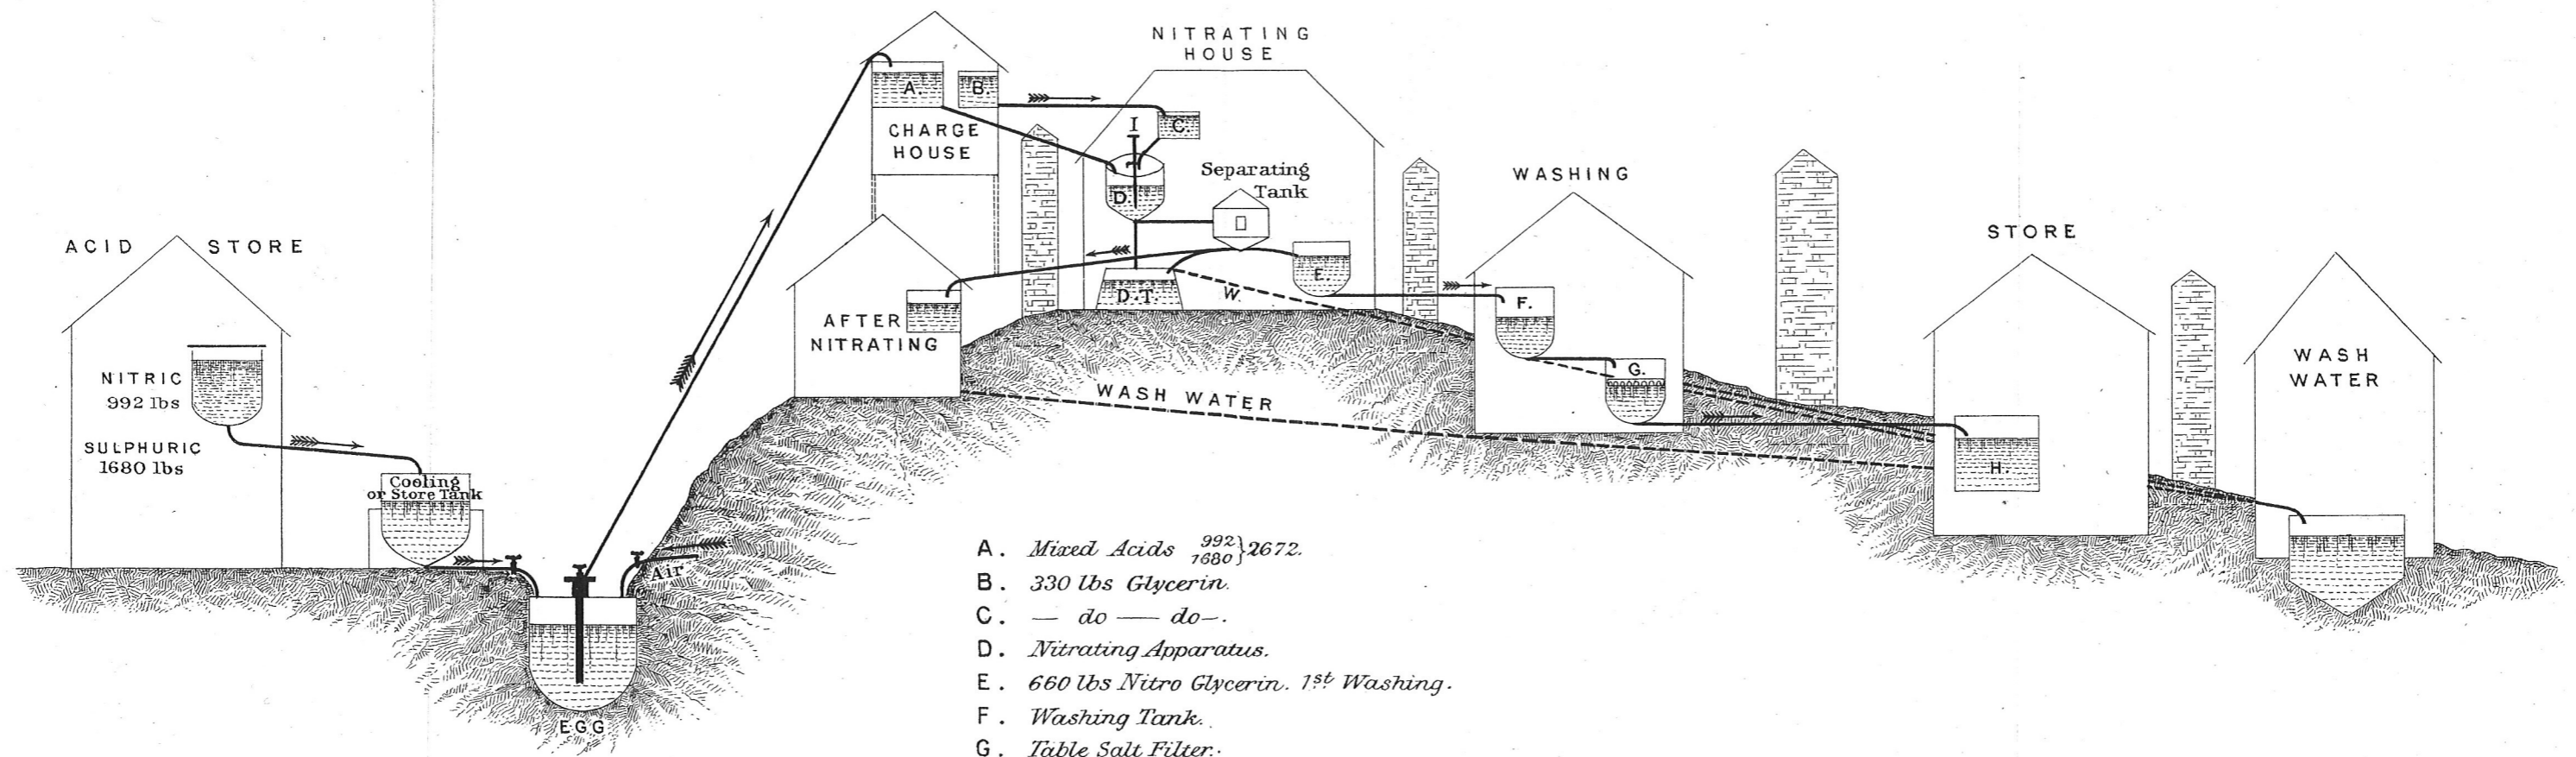 NITRATING
HOUSE
A.
B.
C.
I
CHARGE
HOUSE
D.
Separating
Tank
WASHING
STORE
ACID STORE
E.
D.T.
W.
F.
AFTER
NITRATING
G.
WASH
WATER
NITRIC
992 lbs
WASH WATER
SULPHURIC
1680 lbs
H.
Cooling
or Store Tank
Air
EGG
A. Mixed Acids 992 1680 } 2672.
B. 330 lbs Glycerin.
C. — do — do–.
D. Nitrating Apparatus.
E. 660 lbs Nitro Glycerin. 1st Washing.
F. Washing Tank.
G. Table Salt Filter.